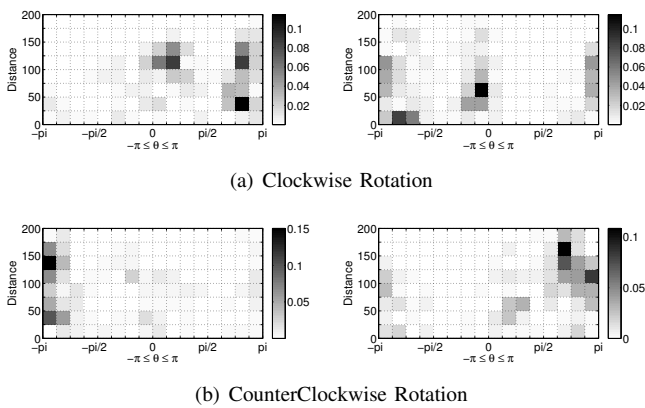 200
150
100
50
0
Distance
−pi −pi/2 0 pi/2 pi
−π ≤ θ ≤ π
0.1
0.08
0.06
0.04
0.02
200
150
100
50
0
Distance
−pi −pi/2 0 pi/2 pi
−π ≤ θ ≤ π
0.1
0.08
0.06
0.04
0.02
(a) Clockwise Rotation
200
150
100
50
0
Distance
−pi −pi/2 0 pi/2 pi
−π ≤ θ ≤ π
0.15
0.1
0.05
200
150
100
50
0
Distance
−pi −pi/2 0 pi/2 pi
−π ≤ θ ≤ π
0.1
0.05
0
(b) CounterClockwise Rotation